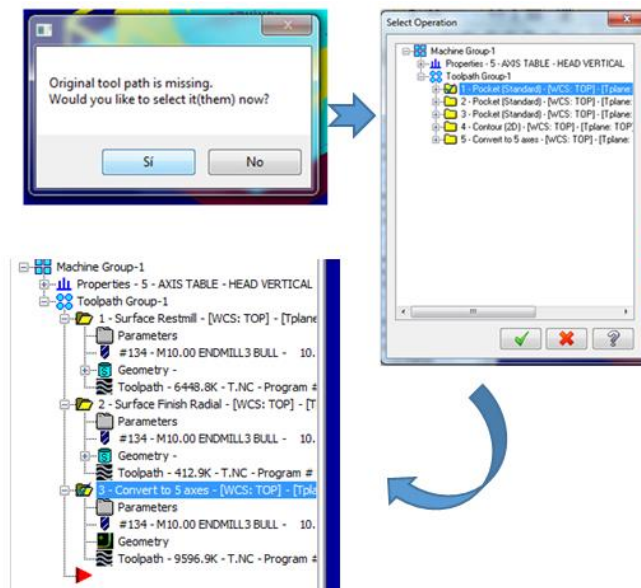 Original tool path is missing.
Would you like to select it(them) now?
Sí
No
Select Operation
Machine Group-1
Properties - 5 - AXIS TABLE - HEAD VERTICAL
Toolpath Group-1
1 - Pocket (Standard) - [WCS: TOP] - [Tplane:
2 - Pocket (Standard) - [WCS: TOP] - [Tplane:
3 - Pocket (Standard) - [WCS: TOP] - [Tplane:
4 - Contour (2D) - [WCS: TOP] - [Tplane: TOP
5 - Convert to 5 axes - [WCS: TOP] - [Tplane:
Machine Group-1
Properties - 5 - AXIS TABLE - HEAD VERTICAL
Toolpath Group-1
1 - Surface Restmill - [WCS: TOP] - [Tplane
Parameters
#134 - M10.00 ENDMILL3 BULL - 10.
Geometry -
Toolpath - 6448.8K - T.NC - Program #
2 - Surface Finish Radial - [WCS: TOP] - [T
Parameters
#134 - M10.00 ENDMILL3 BULL - 10.
Geometry -
Toolpath - 412.9K - T.NC - Program #
3 - Convert to 5 axes - [WCS: TOP] - [Tpla
Parameters
#134 - M10.00 ENDMILL3 BULL - 10.
Geometry
Toolpath - 9596.9K - T.NC - Program #